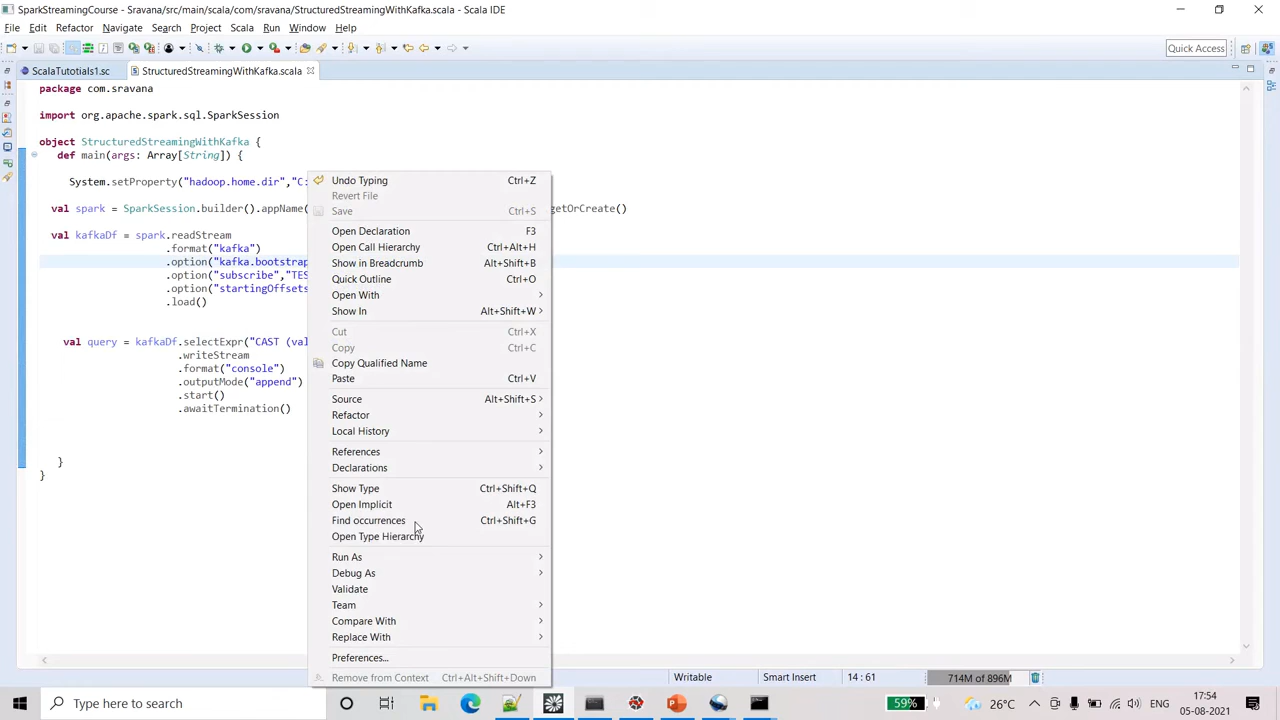 SparkStreamingCourse - Sravana/src/main/scala/com/sravana/StructuredStreamingWithKafka.scala - Scala IDE
File Edit Refactor Navigate Search Project Scala Run Window Help
Quick Access
ScalaTutotils1.sc StructuredStreamingWithKafka.scala
package com.sravana
import org.apache.spark.sql.SparkSession
object StructuredStreamingWithKafka {
def main(args: Array[String]) {
System.setProperty("hadoop.home.dir","C:
val spark = SparkSession.builder().appName( getOrCreate()
val kafkaDf = spark.readStream
.format("kafka")
.option("kafka.bootstrap
.option("subscribe","TES
.option("startingOffsets
.load()
val query = kafkaDf.selectExpr("CAST (val
.writeStream
.format("console")
.outputMode("append")
.start()
.awaitTermination()
}
}
Undo Typing Ctrl+Z
Revert File
Save Ctrl+S
Open Declaration F3
Open Call Hierarchy Ctrl+Alt+H
Show in Breadcrumb Alt+Shift+B
Quick Outline Ctrl+O
Open With
Show In Alt+Shift+W
Cut Ctrl+X
Copy Ctrl+C
Copy Qualified Name
Paste Ctrl+V
Source Alt+Shift+S
Refactor
Local History
References
Declarations
Show Type Ctrl+Shift+Q
Open Implicit Alt+F3
Find occurrences Ctrl+Shift+G
Open Type Hierarchy
Run As
Debug As
Validate
Team
Compare With
Replace With
Preferences...
Remove from Context Ctrl+Alt+Shift+Down
Writable Smart Insert 14 : 61 714M of 896M
Type here to search
59% 26°C 17:54
05-08-2021